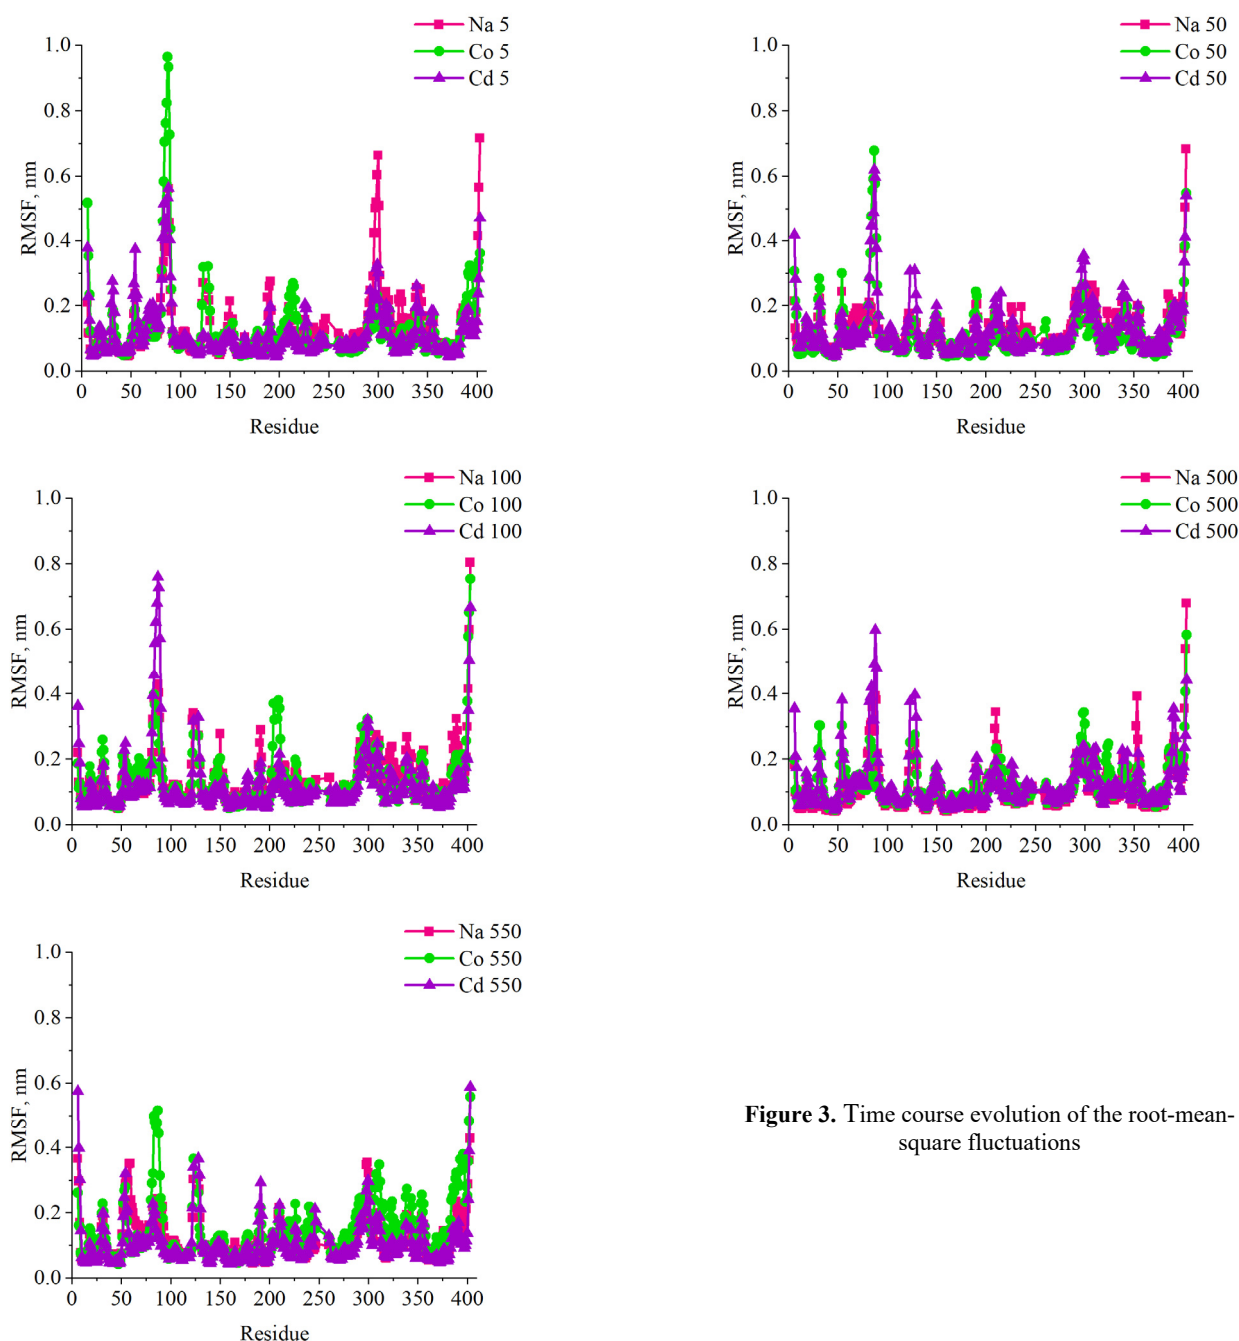 Na 5
Co 5
Cd 5
1.0
0.8
0.6
0.4
0.2
0.0
RMSF, nm
0 50 100 150 200 250 300 350 400
Residue
Na 50
Co 50
Cd 50
1.0
0.8
0.6
0.4
0.2
0.0
RMSF, nm
0 50 100 150 200 250 300 350 400
Residue
Na 100
Co 100
Cd 100
1.0
0.8
0.6
0.4
0.2
0.0
RMSF, nm
0 50 100 150 200 250 300 350 400
Residue
Na 500
Co 500
Cd 500
1.0
0.8
0.6
0.4
0.2
0.0
RMSF, nm
0 50 100 150 200 250 300 350 400
Residue
Na 550
Co 550
Cd 550
1.0
0.8
0.6
0.4
0.2
0.0
RMSF, nm
0 50 100 150 200 250 300 350 400
Residue
Figure 3. Time course evolution of the root-mean-
square fluctuations